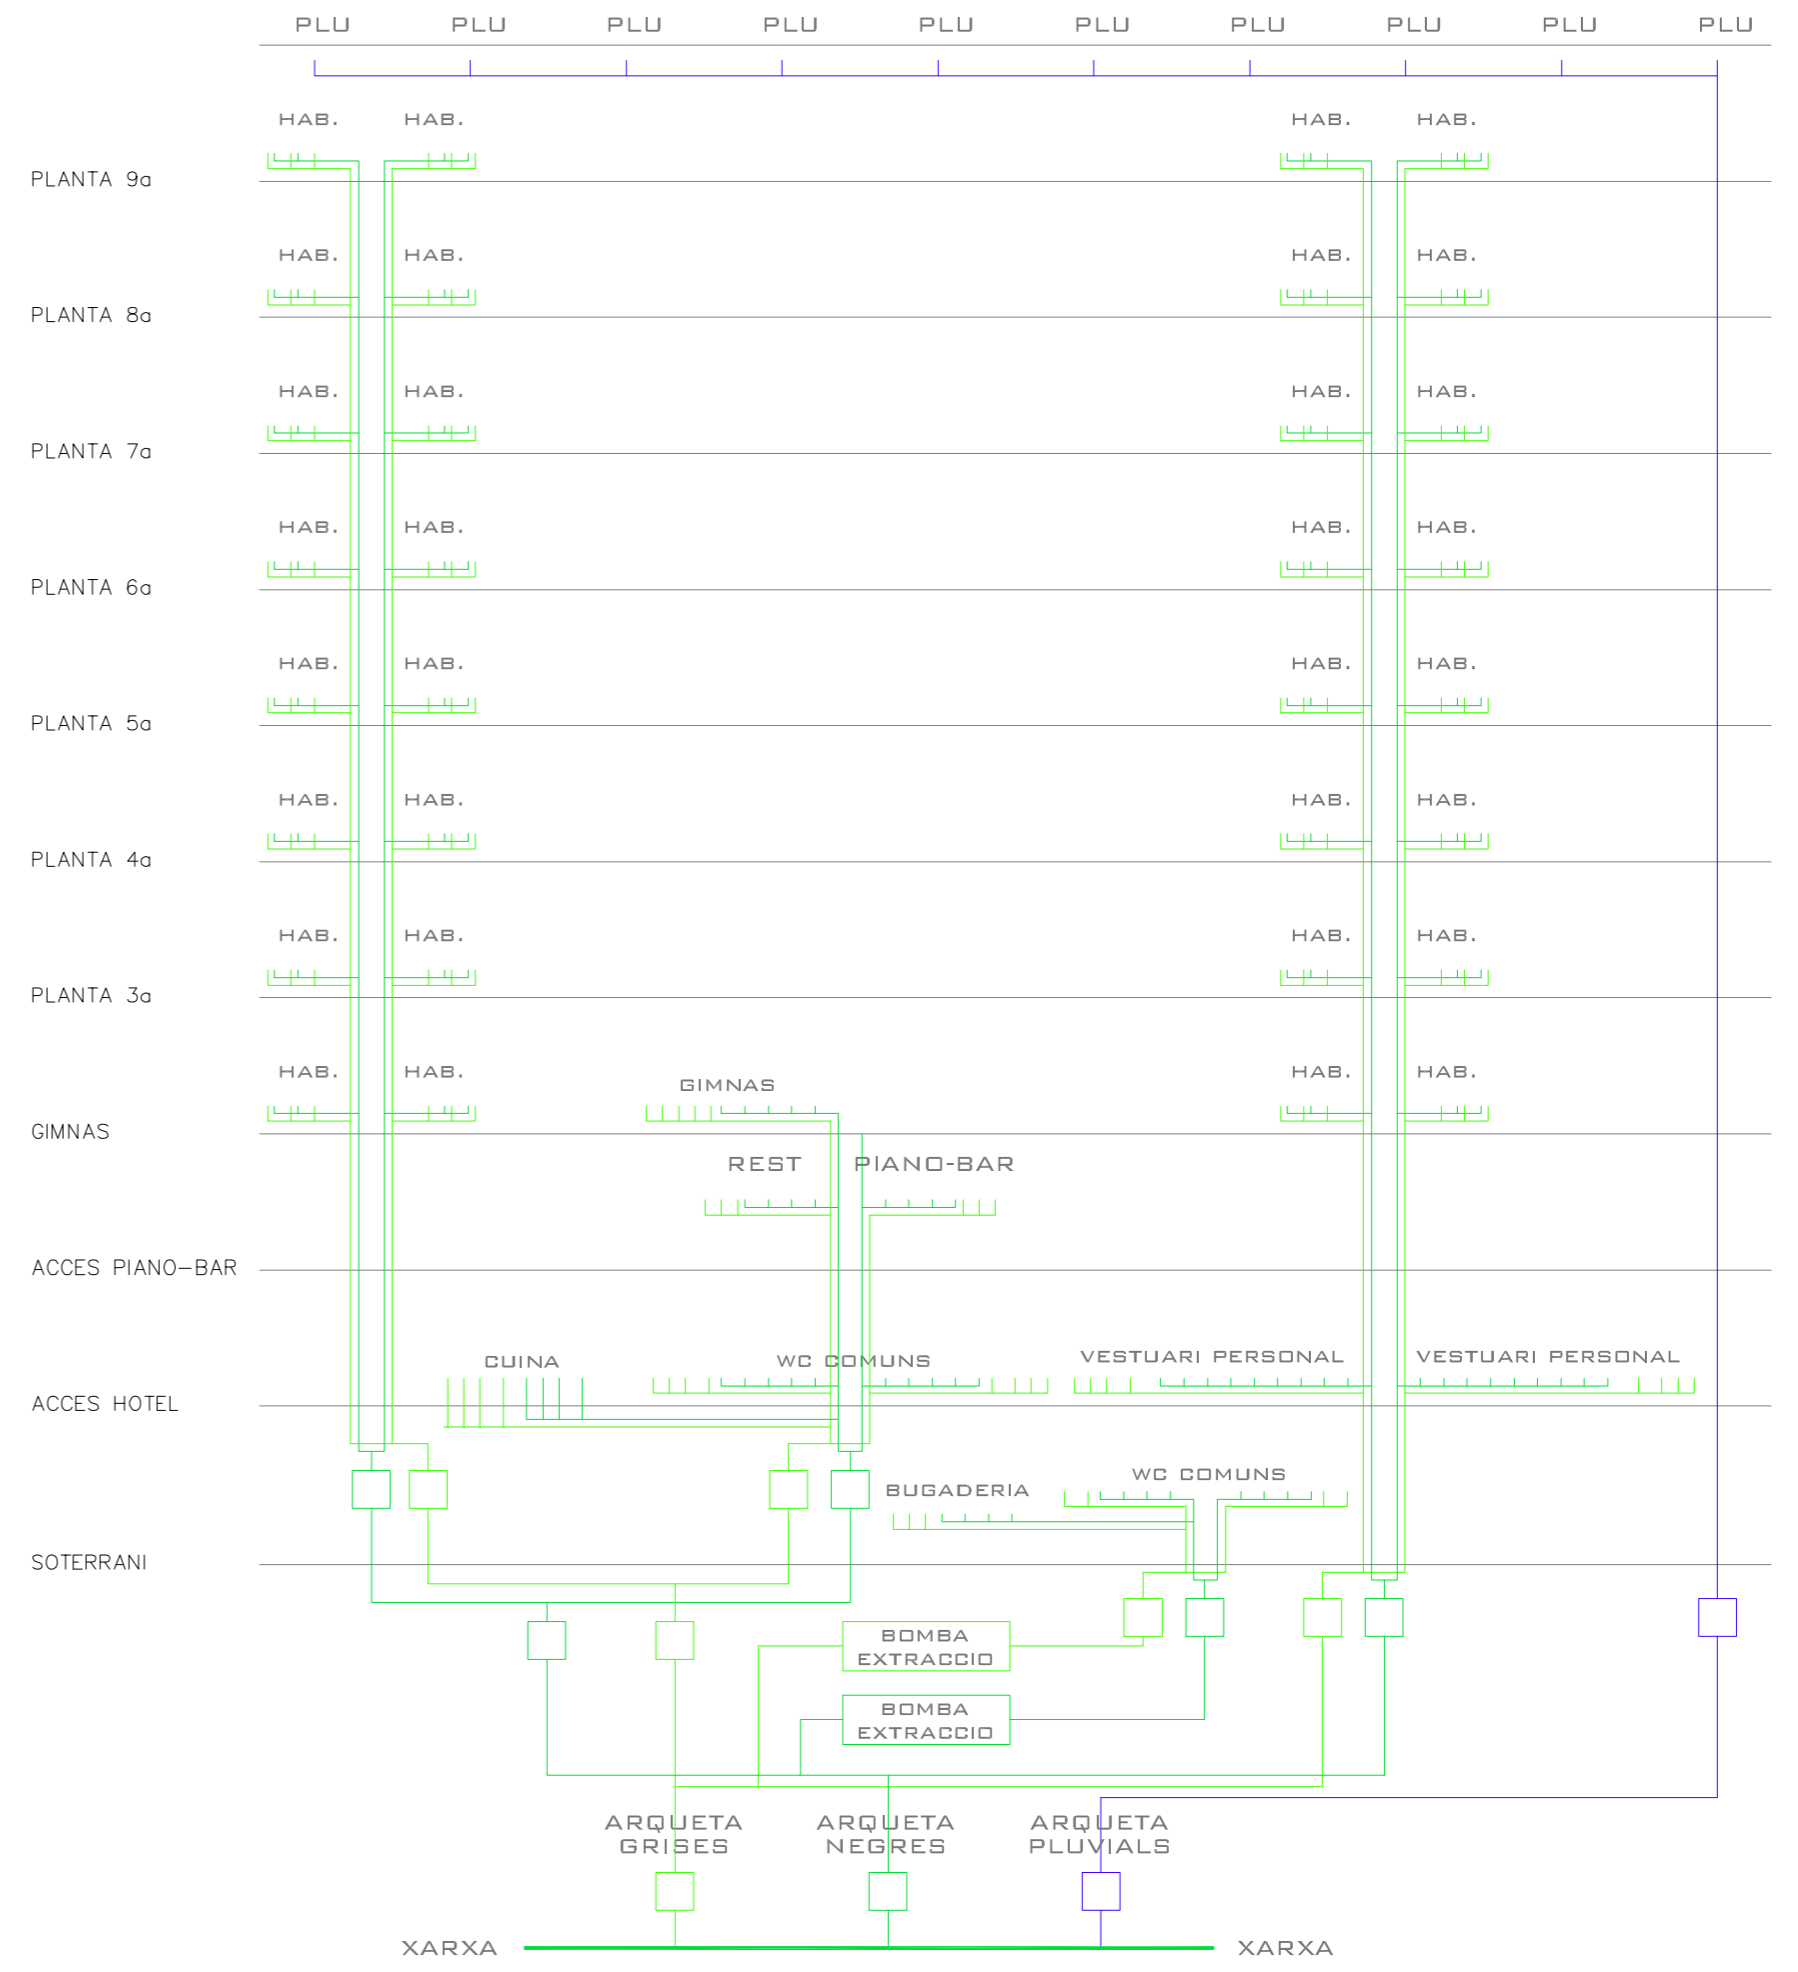 PLU PLU PLU PLU PLU PLU PLU PLU PLU PLU
HAB. HAB. HAB. HAB.
PLANTA 9a
HAB. HAB. HAB. HAB.
PLANTA 8a
HAB. HAB. HAB. HAB.
PLANTA 7a
HAB. HAB. HAB. HAB.
PLANTA 6a
HAB. HAB. HAB. HAB.
PLANTA 5a
HAB. HAB. HAB. HAB.
PLANTA 4a
HAB. HAB. HAB. HAB.
PLANTA 3a
HAB. HAB. GIMNAS HAB. HAB.
GIMNAS
REST PIANO-BAR
ACCES PIANO-BAR
CUINA WC COMUNS VESTUARI PERSONAL VESTUARI PERSONAL
ACCES HOTEL
BUGADERIA WC COMUNS
SOTERRANI
BOMBA
EXTRACCIO
BOMBA
EXTRACCIO
ARQUETA
GRISES
ARQUETA
NEGRES
ARQUETA
PLUVIALS
XARXA XARXA